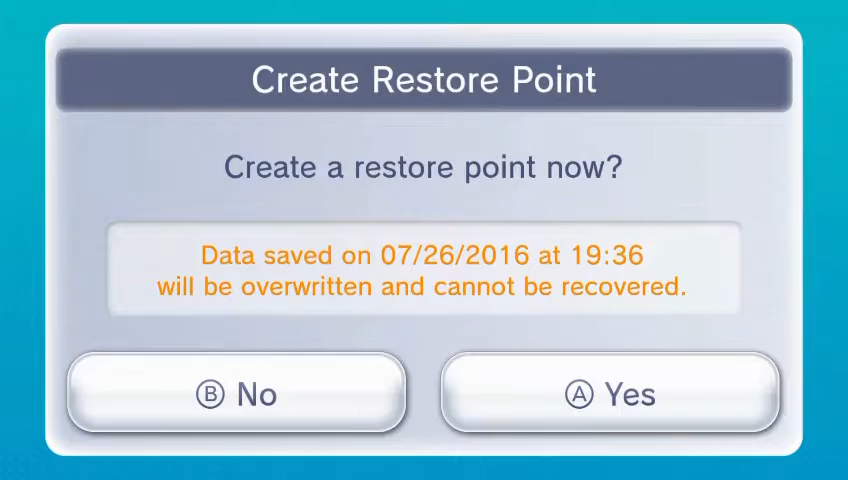 Create Restore Point
Create a restore point now?
Data saved on 07/26/2016 at 19:36
will be overwritten and cannot be recovered.
Ⓑ No
Ⓐ Yes